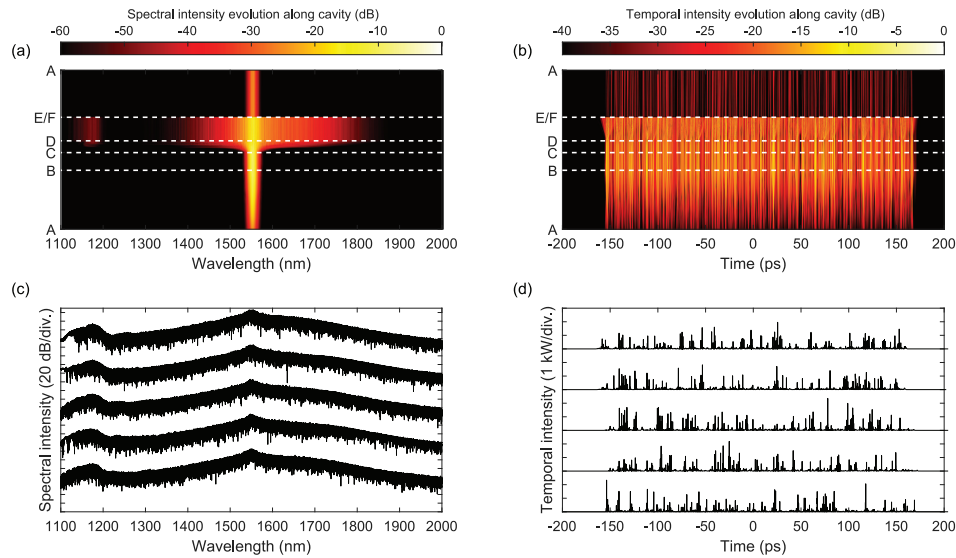 Spectral intensity evolution along cavity (dB)
-60 -50 -40 -30 -20 -10 0
(a)
A
E/F
D
C
B
A
1100 1200 1300 1400 1500 1600 1700 1800 1900 2000
Wavelength (nm)
Temporal intensity evolution along cavity (dB)
-40 -35 -30 -25 -20 -15 -10 -5 0
(b)
A
E/F
D
C
B
A
-200 -150 -100 -50 0 50 100 150 200
Time (ps)
(c)
Spectral intensity (20 dB/div.)
1100 1200 1300 1400 1500 1600 1700 1800 1900 2000
Wavelength (nm)
(d)
Temporal intensity (1 kW/div.)
-200 -150 -100 -50 0 50 100 150 200
Time (ps)